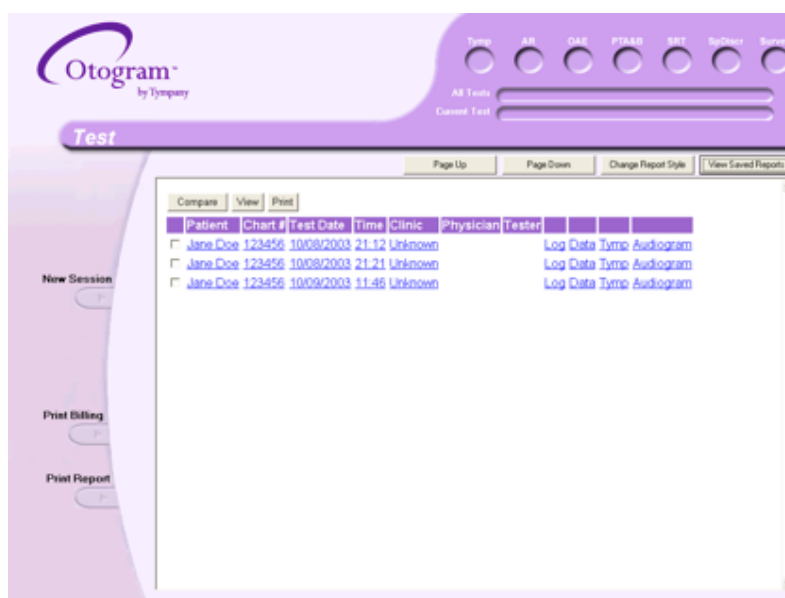 Otogram™
by Tympany
Tymp AR OAE PTA&B SRT SpDiscr Surve
All Tests
Current Test
Test
Page Up Page Down Change Report Style View Saved Reports
Compare View Print
Patient Chart # Test Date Time Clinic Physician Tester
Jane Doe 123456 10/08/2003 21:12 Unknown Log Data Tymp Audiogram
Jane Doe 123456 10/08/2003 21:21 Unknown Log Data Tymp Audiogram
Jane Doe 123456 10/09/2003 11:46 Unknown Log Data Tymp Audiogram
New Session
Print Billing
Print Report